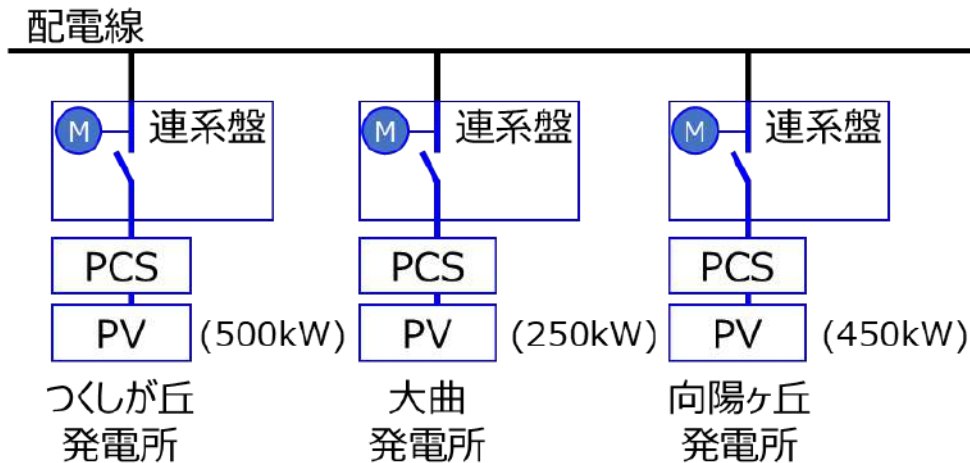 配電線
M 連系盤 M 連系盤 M 連系盤
PCS PCS PCS
PV (500kW) PV (250kW) PV (450kW)
つくしが丘 大曲 向陽ヶ丘
発電所 発電所 発電所